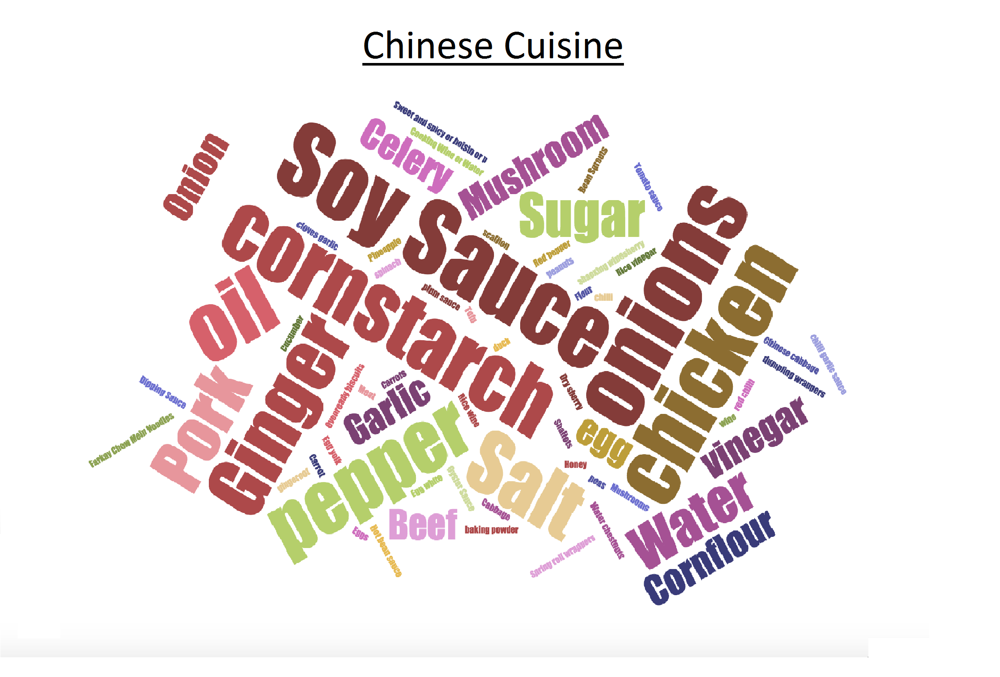 Chinese Cuisine
Sweet and spicy or hoisin or p
Cooking Wine or Water
Celery
Mushroom
Onion
Soy Sauce
Bean Sprouts
Tomato sauce
Sugar
Cornstarch
cloves garlic
Pineapple
spinach
scallion
Red pepper
peanuts
Shaoxing winesherry
Rice vinegar
onions
oil
plum sauce
Tofu
Flour
chilli
chicken
cucumber
Ginger
duck
Chinese cabbage
dumpling wrappers
chilli garlic sauce
Pork
Dipping Sauce
Farkay Chow Mein Noodles
Ovenready biscuits
Meat
Carrots
Garlic
Rice wine
Dry sherry
red chilli
wine
vinegar
pepper
salt
Shallots
egg
Egg yolk
Carrot
gingeroot
Egg white
oyster sauce
Honey
peas
Mushrooms
Water
Cabbage
Beef
baking powder
Eggs
Hot bean sauce
Water Chestnuts
Spring roll wrappers
Cornflour